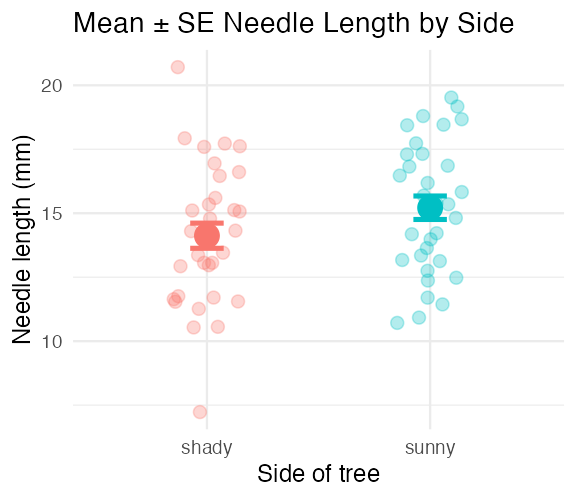 Mean ± SE Needle Length by Side
20
15
10
Needle length (mm)
shady
sunny
Side of tree